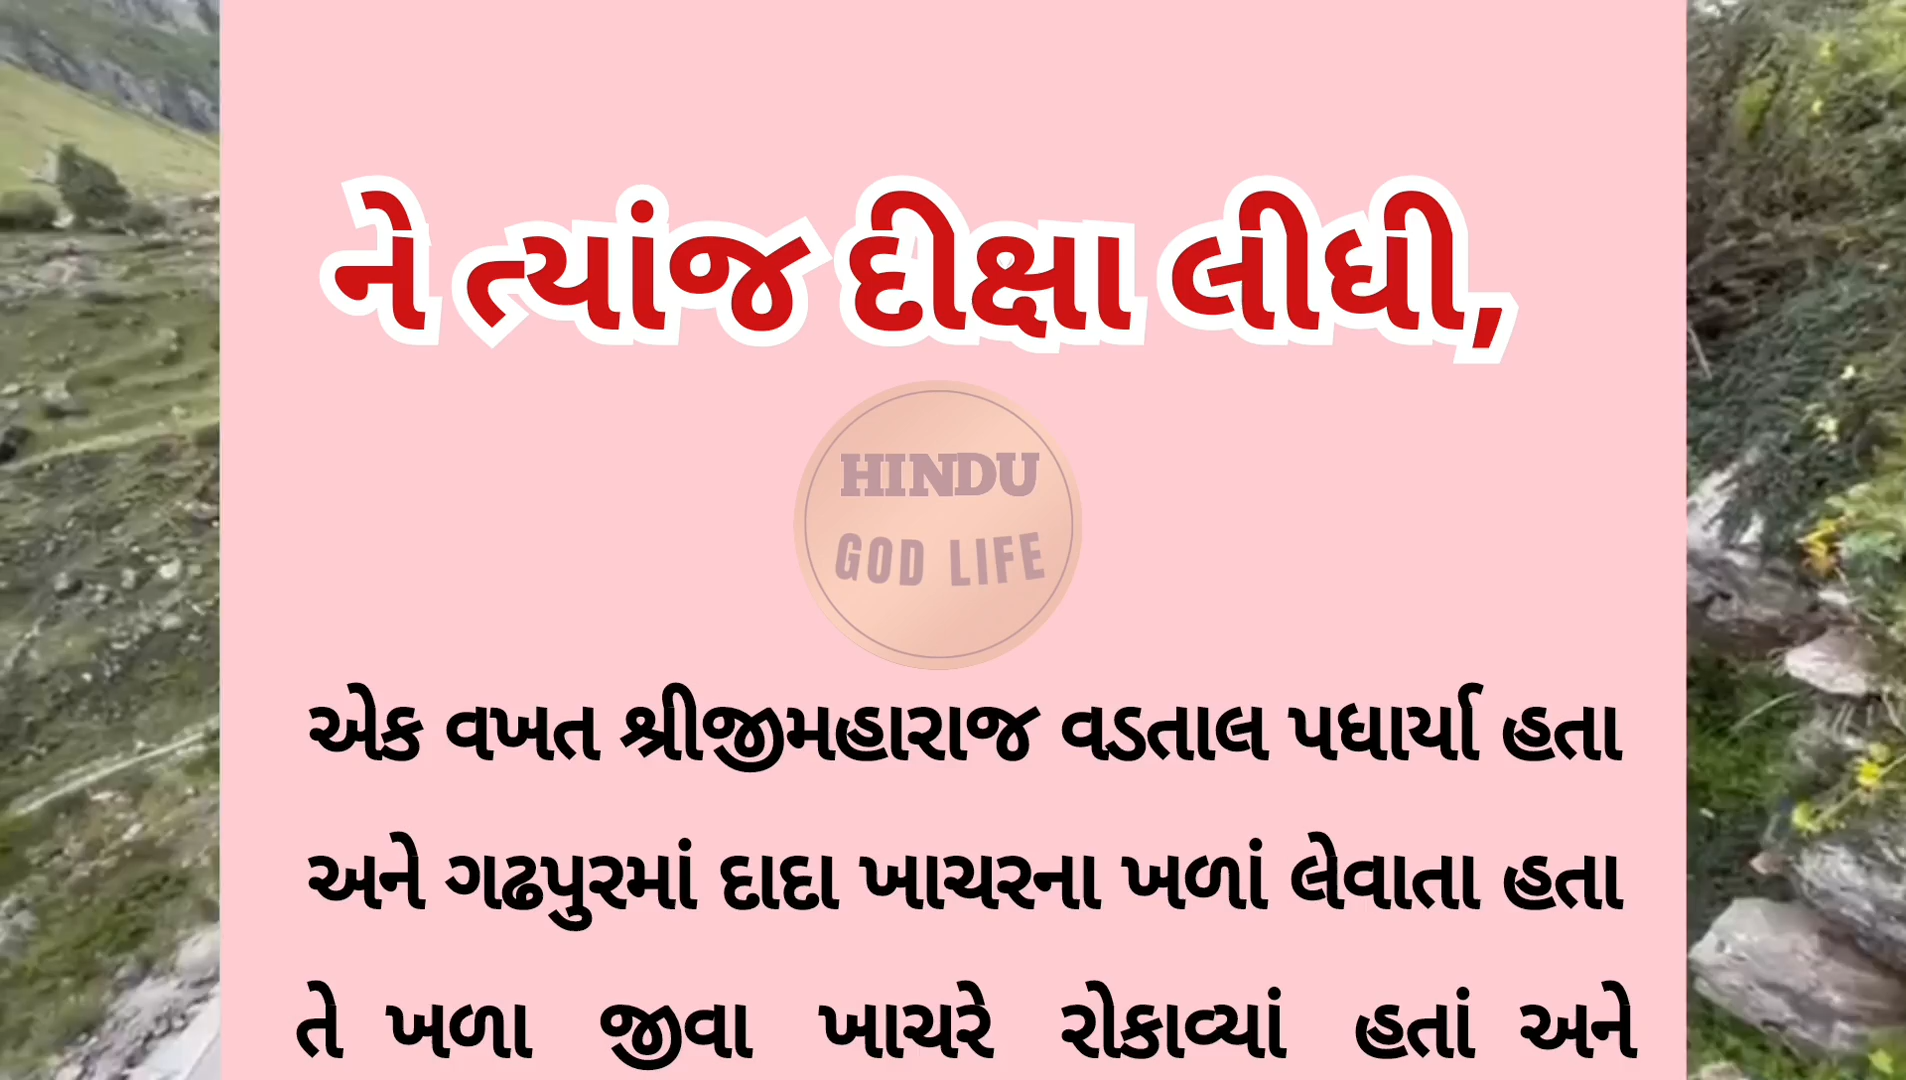 ને ત્યાંજ દીક્ષા લીધી,
HINDU
GOD LIFE
એક વખત શ્રીજીમહારાજ વડતાલ પધાર્યા હતા
અને ગઢપુરમાં દાદા ખાચરના ખળાં લેવાતા હતા
તે ખળા જીવા ખાચરે રોકાવ્યાં હતાં અને